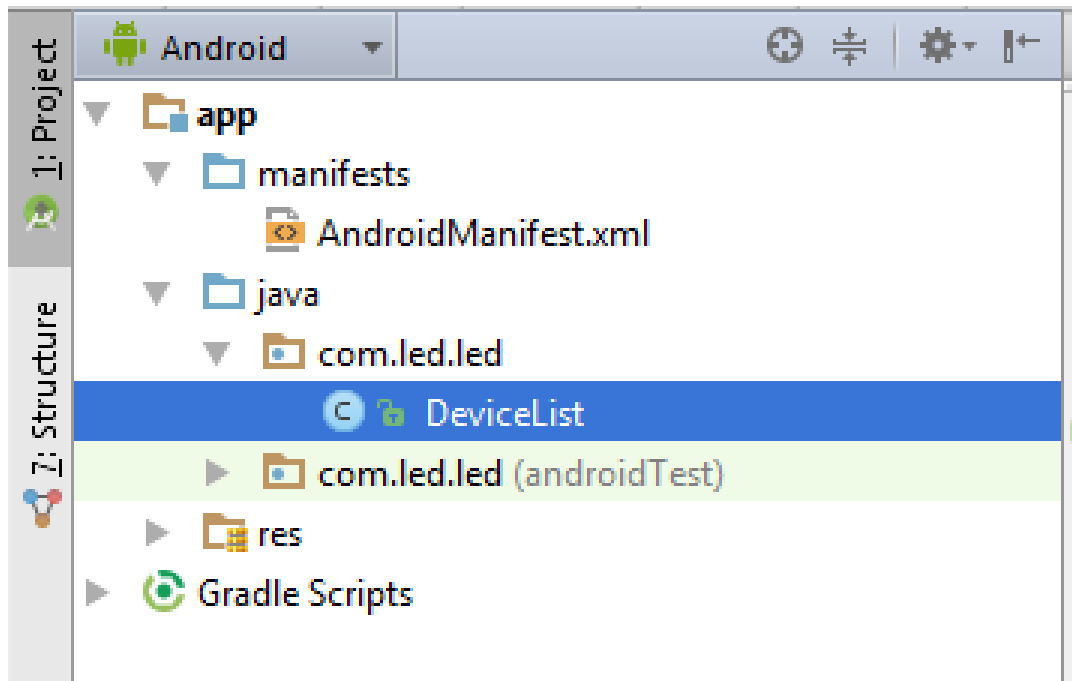 Android
1: Project
7: Structure
app
manifests
AndroidManifest.xml
java
com.led.led
C DeviceList
com.led.led (androidTest)
res
Gradle Scripts